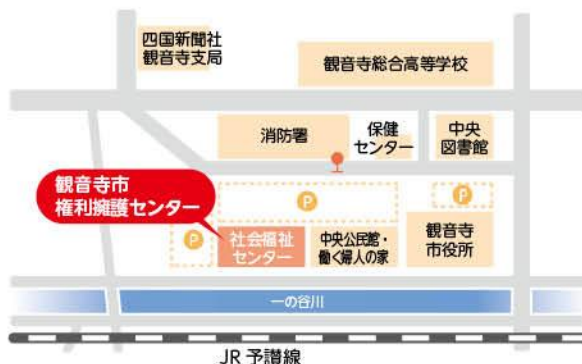 四国新聞社
観音寺支局
観音寺総合高等学校
消防署
保健
センター
中央
図書館
観音寺市
権利擁護センター
P
P
P
社会福祉
センター
中央公民館・
働く婦人の家
観音寺
市役所
一の谷川
JR 予讃線